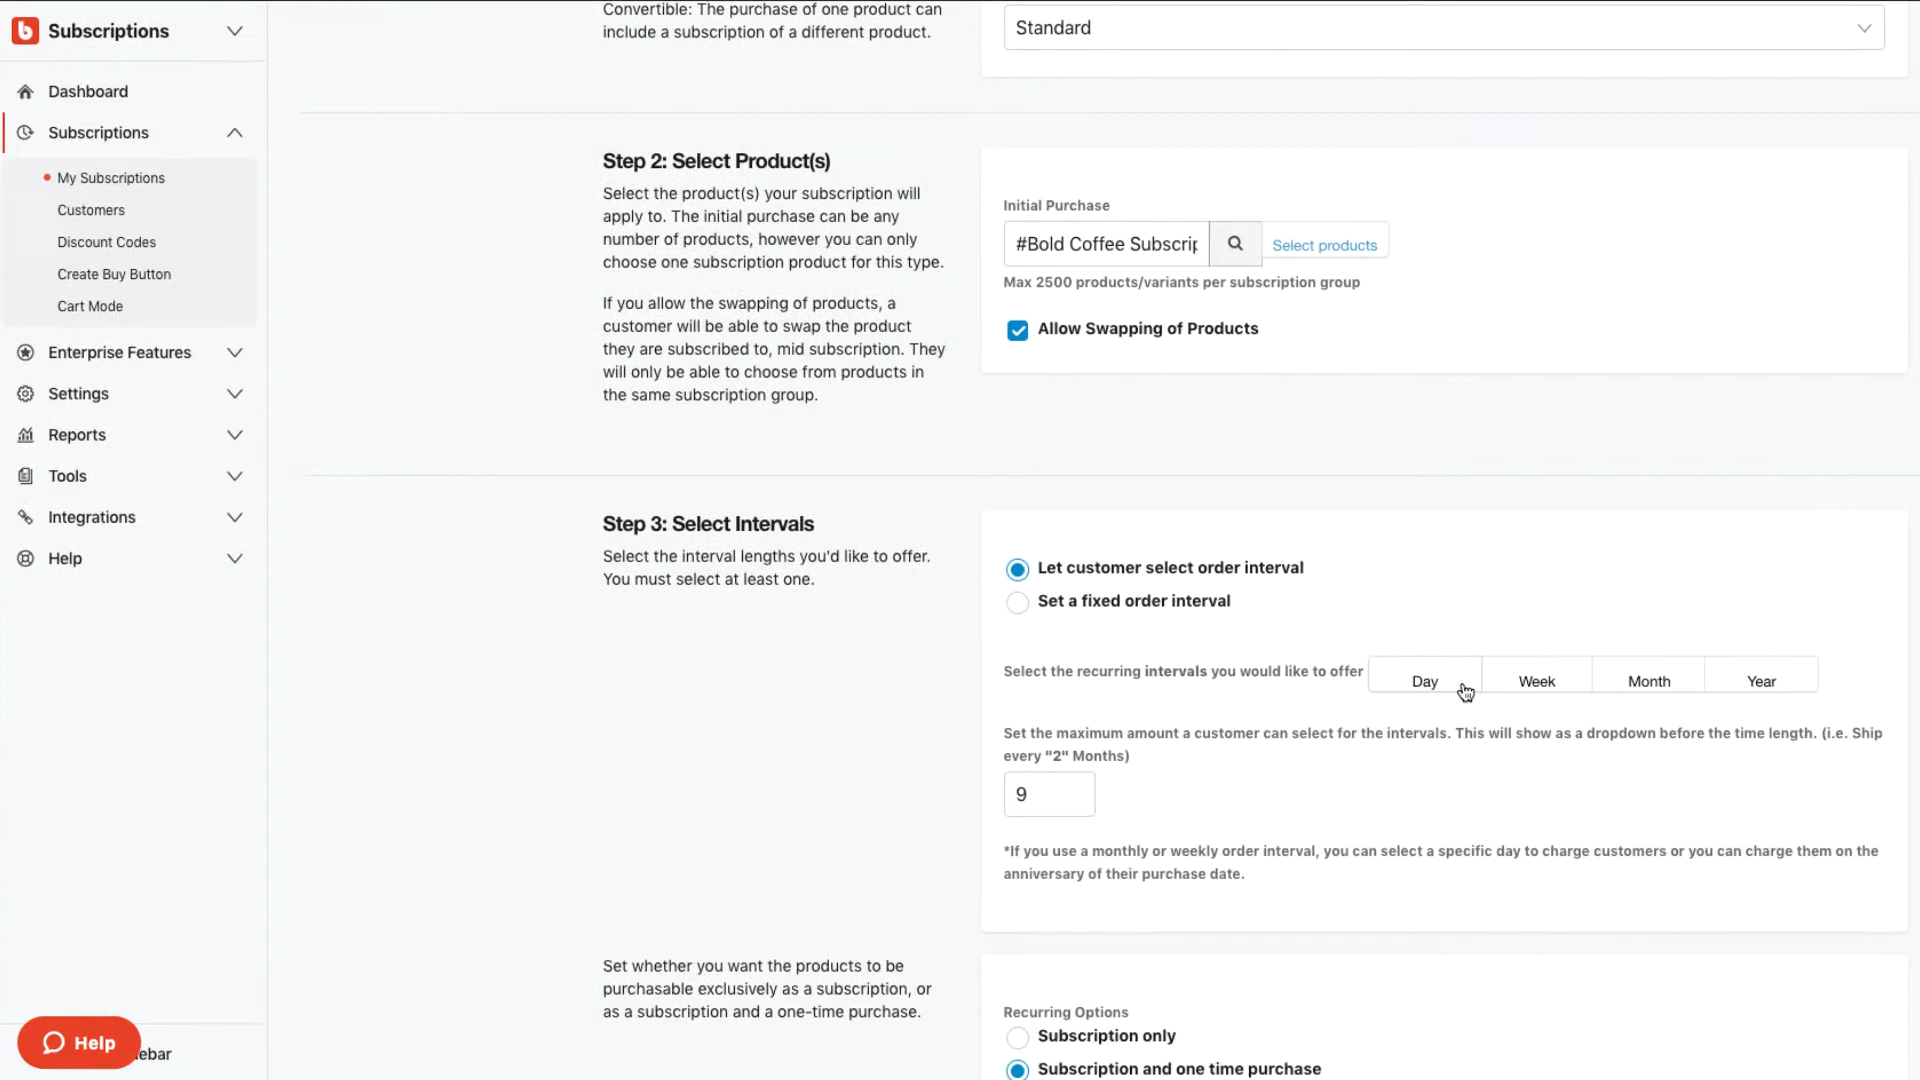 Subscriptions
Dashboard
Subscriptions
My Subscriptions
Customers
Discount Codes
Create Buy Button
Cart Mode
Enterprise Features
Settings
Reports
Tools
Integrations
Help
Help
ebar
Convertible: The purchase of one product can
include a subscription of a different product.
Standard
Step 2: Select Product(s)
Select the product(s) your subscription will
apply to. The initial purchase can be any
number of products, however you can only
choose one subscription product for this type.
If you allow the swapping of products, a
customer will be able to swap the product
they are subscribed to, mid subscription. They
will only be able to choose from products in
the same subscription group.
Initial Purchase
#Bold Coffee Subscrip
Select products
Max 2500 products/variants per subscription group
Allow Swapping of Products
Step 3: Select Intervals
Select the interval lengths you'd like to offer.
You must select at least one.
Let customer select order interval
Set a fixed order interval
Select the recurring intervals you would like to offer
Day
Week
Month
Year
Set the maximum amount a customer can select for the intervals. This will show as a dropdown before the time length. (i.e. Ship
every "2" Months)
9
*If you use a monthly or weekly order interval, you can select a specific day to charge customers or you can charge them on the
anniversary of their purchase date.
Set whether you want the products to be
purchasable exclusively as a subscription, or
as a subscription and a one-time purchase.
Recurring Options
Subscription only
Subscription and one time purchase